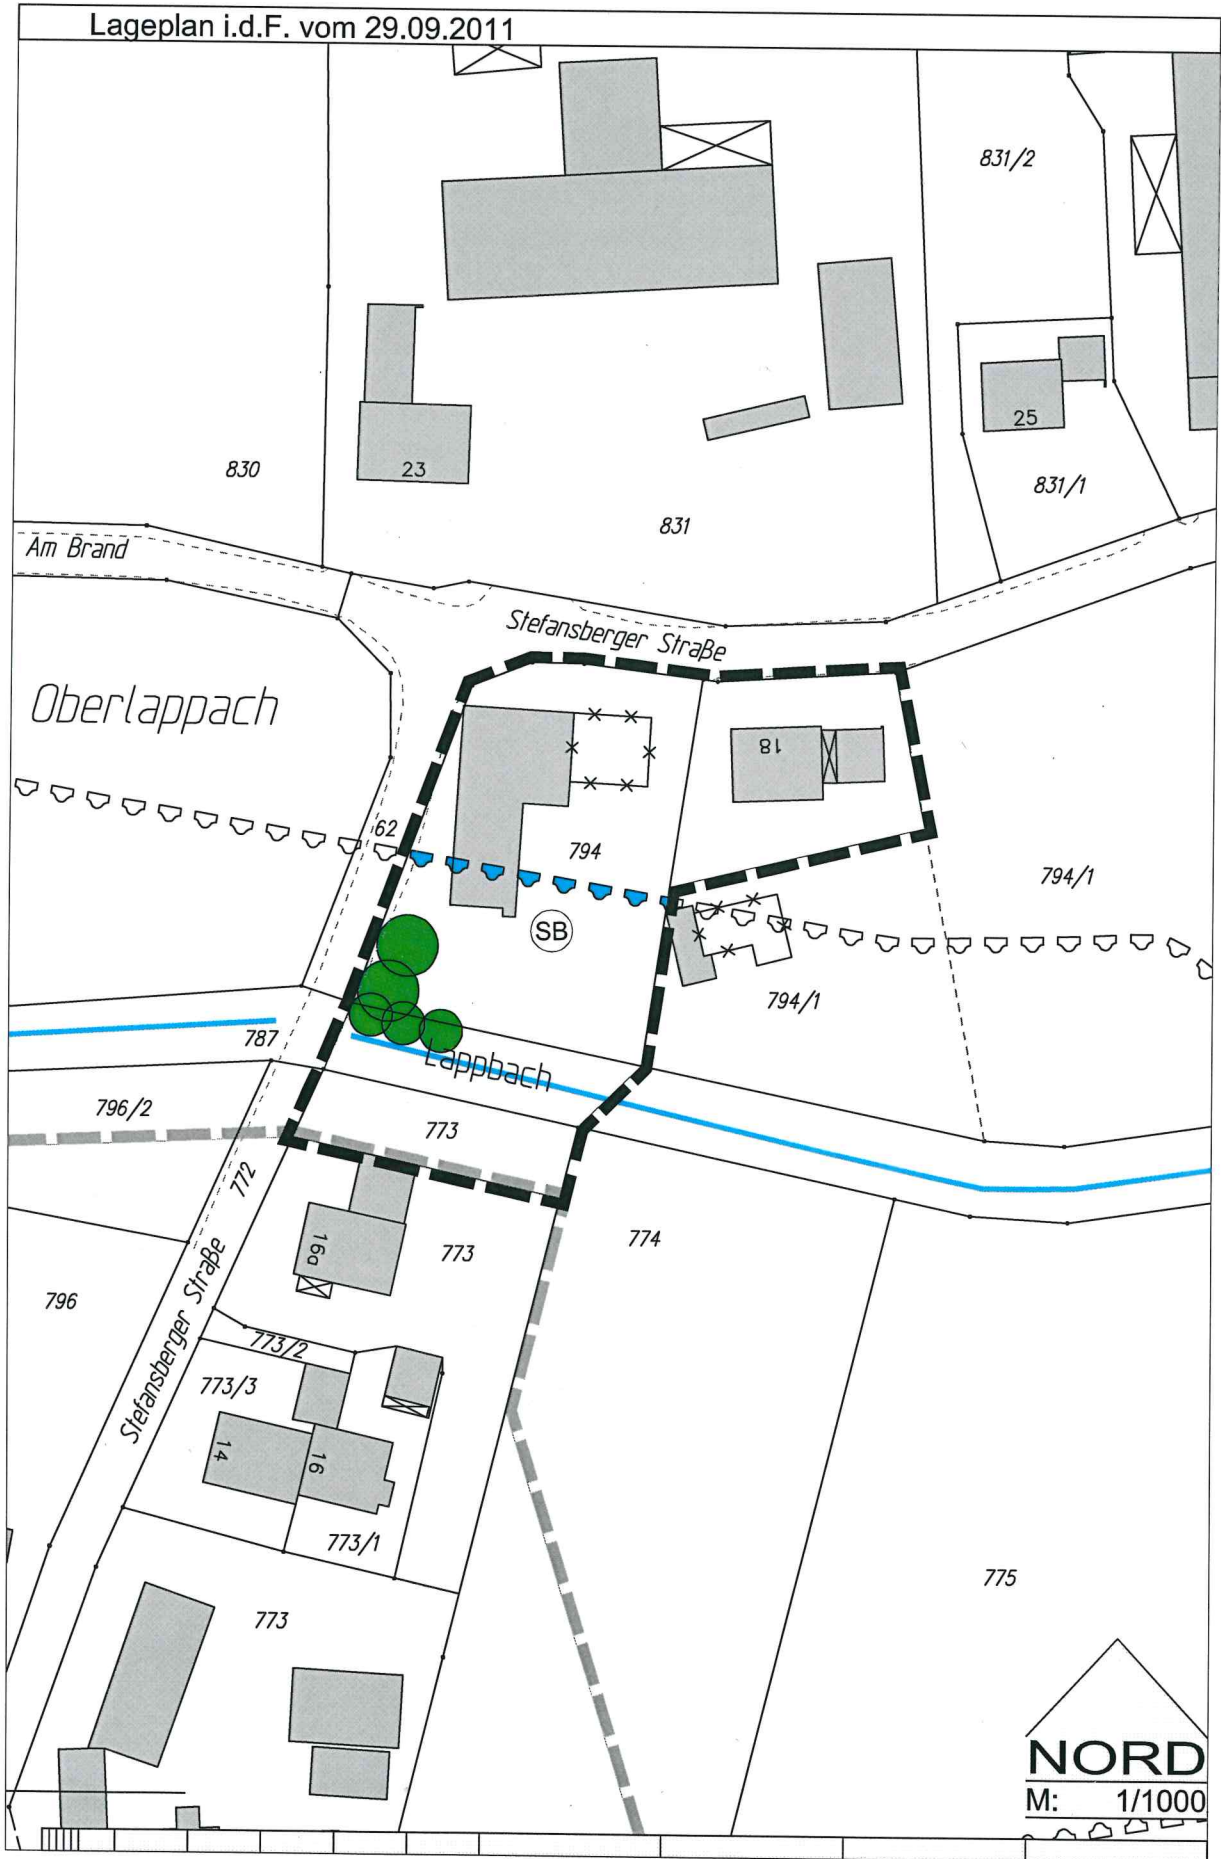 Lageplan i.d.F. vom 29.09.2011
831/2
25
830
23
831/1
831
Am Brand
Stefansberger Straße
Oberlappach
18
62
794
794/1
SB
794/1
787
Lappbach
796/2
773
772
16a
773
774
796
Stefansberger Straße
773/2
773/3
14
16
773/1
775
773
NORD
M: 1/1000